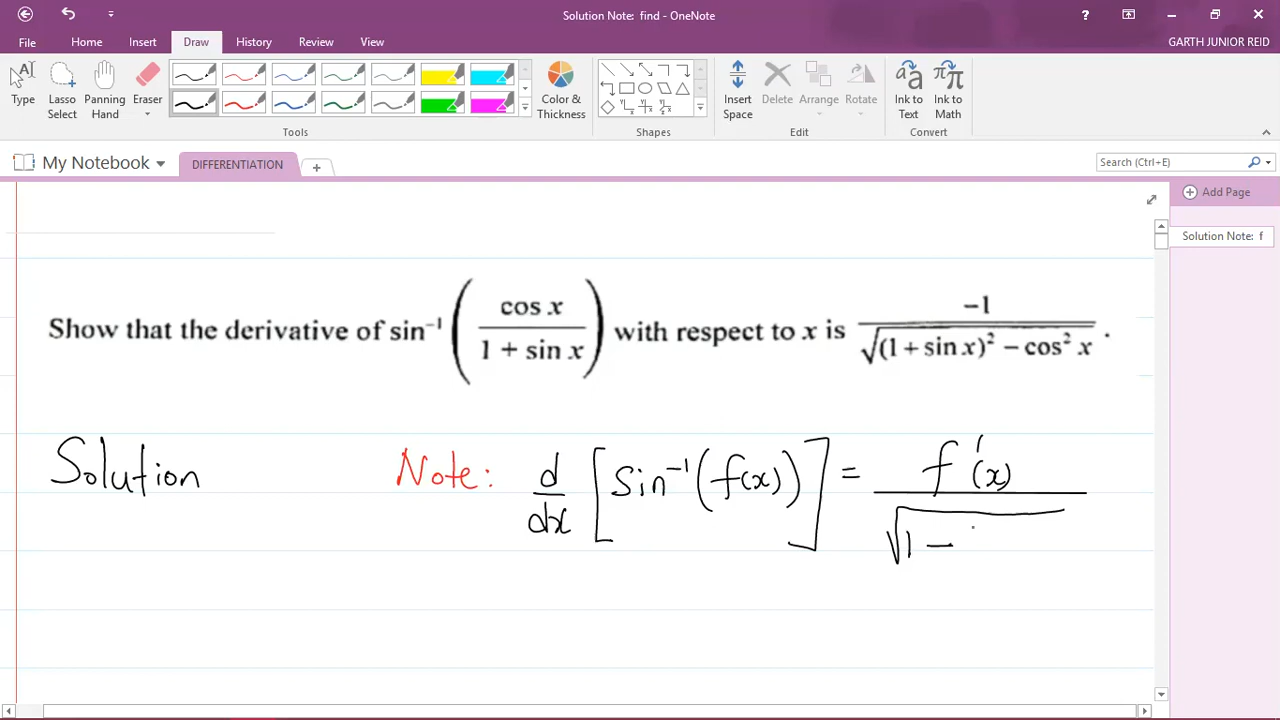 Solution Note: find - OneNote
?
File Home Insert Draw History Review View GARTH JUNIOR REID
Type Lasso Select Panning Hand Eraser Color & Thickness Insert Space Delete Arrange Rotate Ink to Text Ink to Math
Tools Shapes Edit Convert
My Notebook DIFFERENTIATION + Search (Ctrl+E)
Add Page
Solution Note: f
Show that the derivative of sin⁻¹ (cos x / (1 + sin x)) with respect to x is -1 / √((1 + sin x)² − cos² x).
Solution Note: d/dx [sin⁻¹(f(x))] = f'(x) / √(1 −